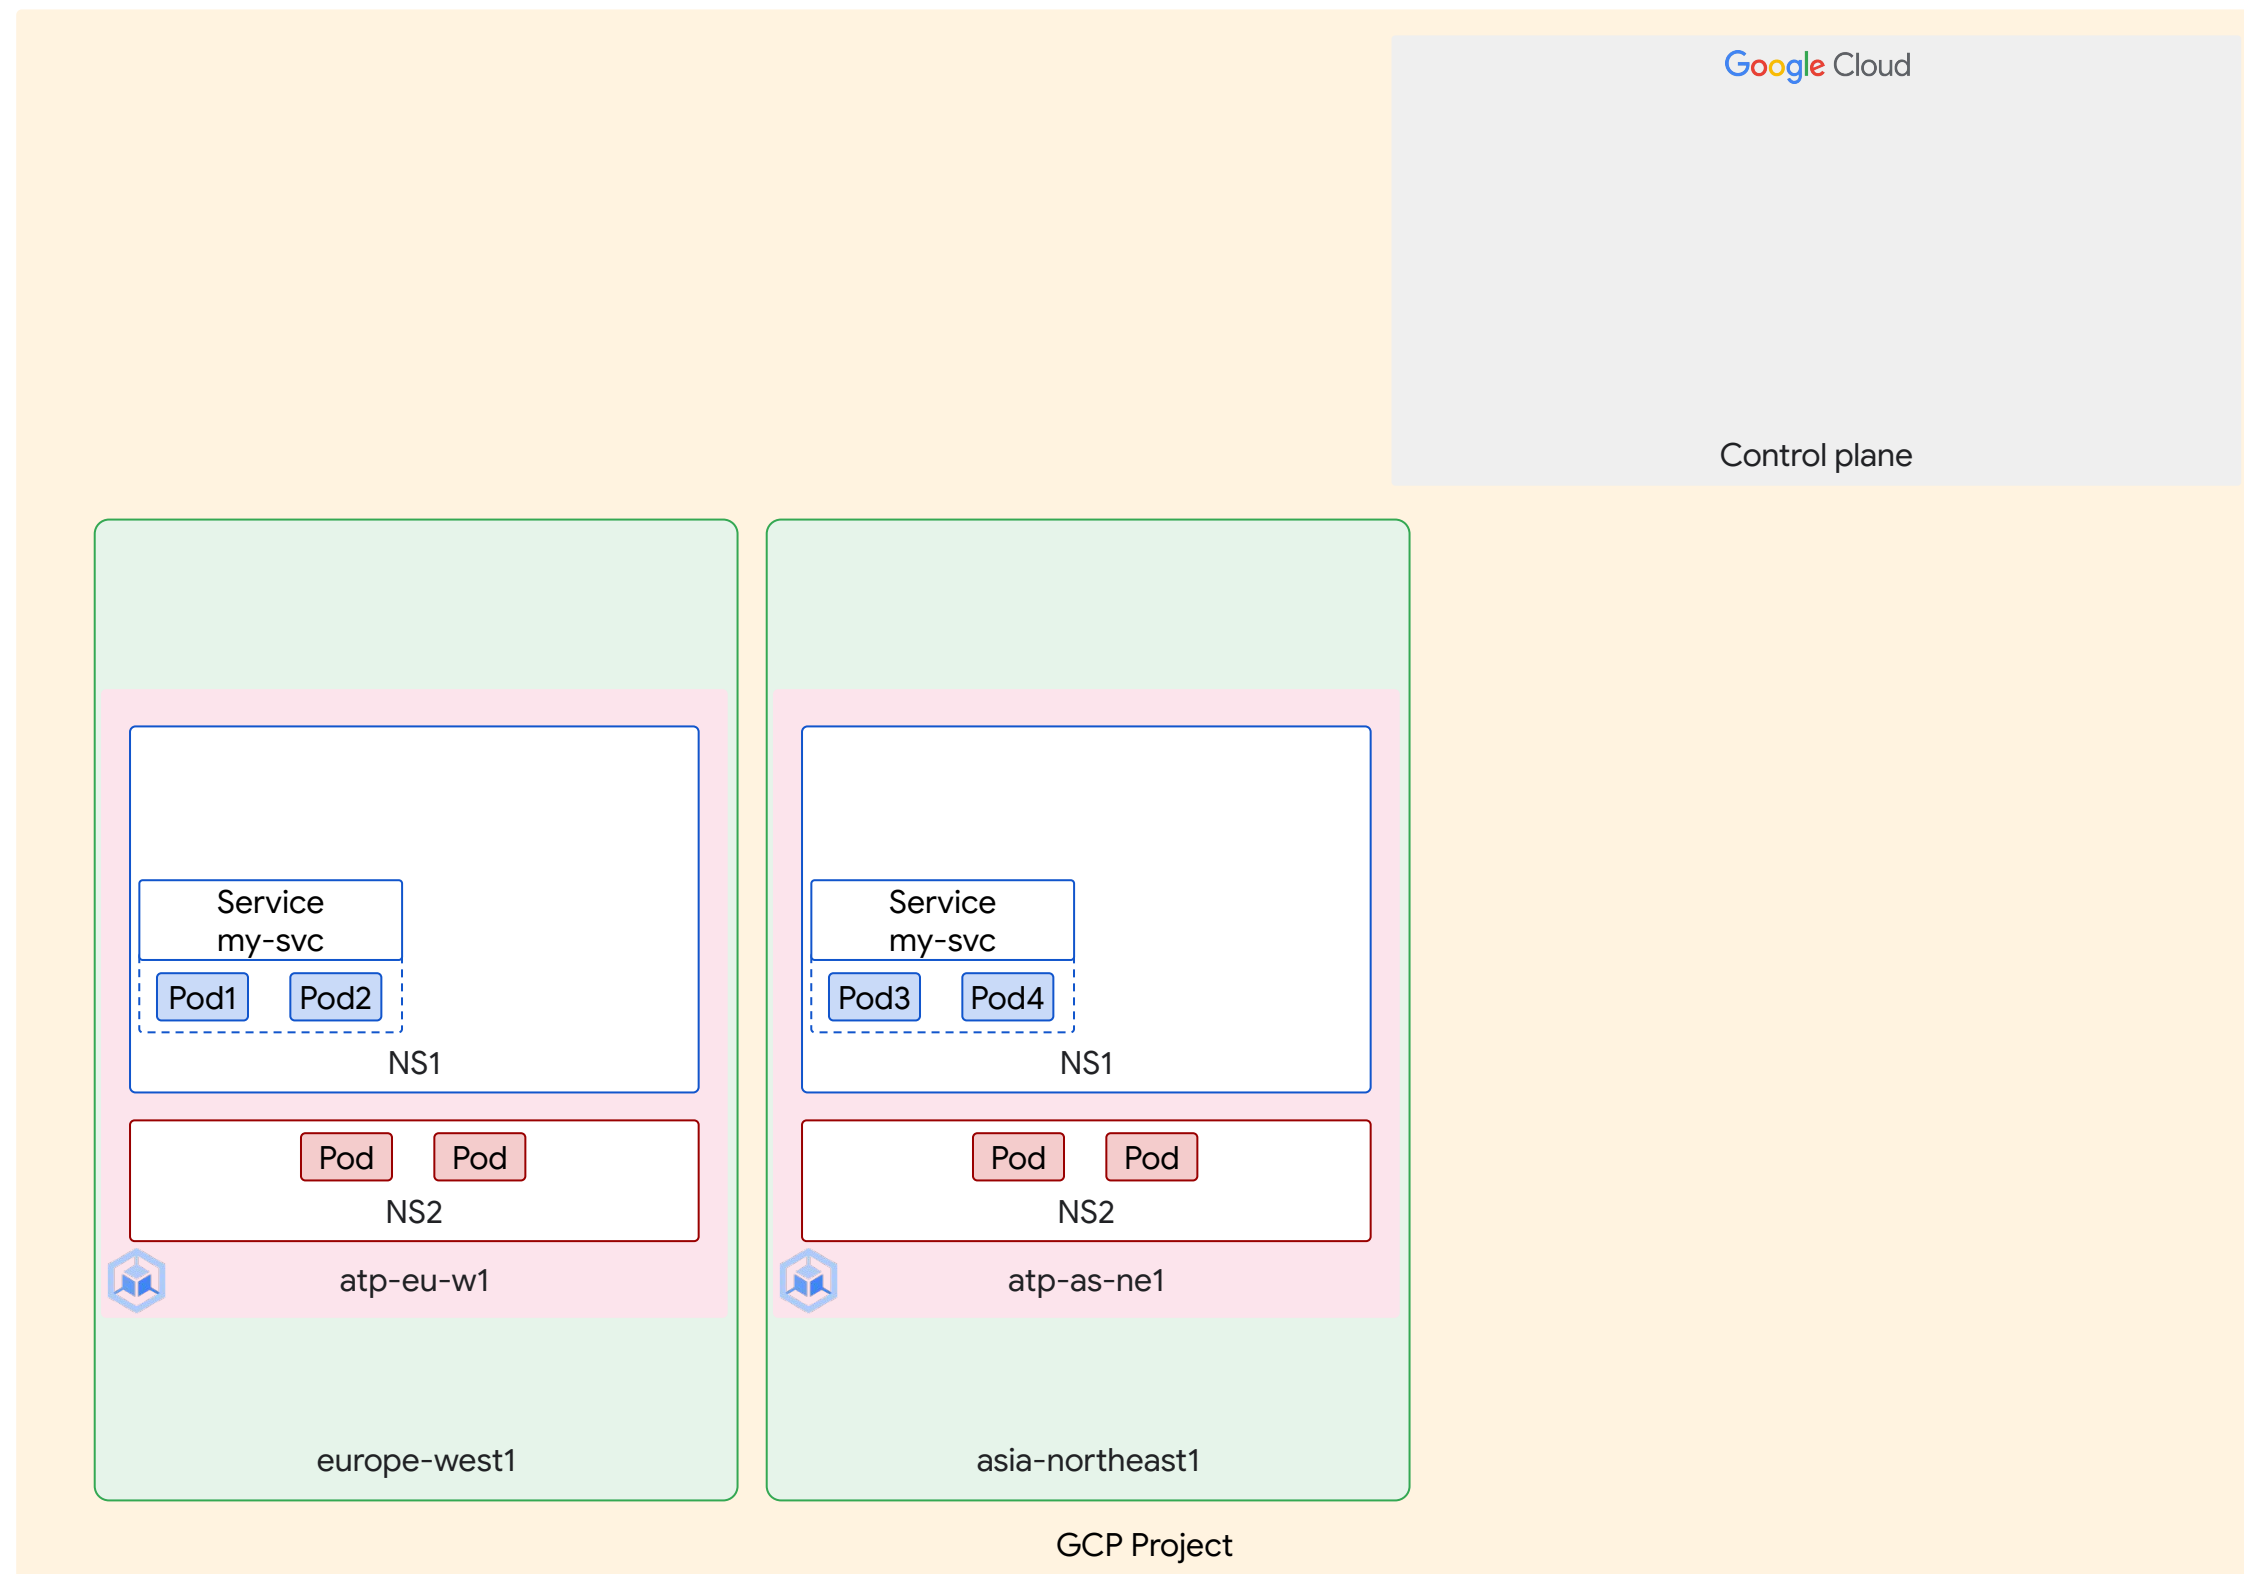 Google Cloud
Control plane
Service
my-svc
Pod1
Pod2
NS1
Pod
Pod
NS2
atp-eu-w1
europe-west1
Service
my-svc
Pod3
Pod4
NS1
Pod
Pod
NS2
atp-as-ne1
asia-northeast1
GCP Project